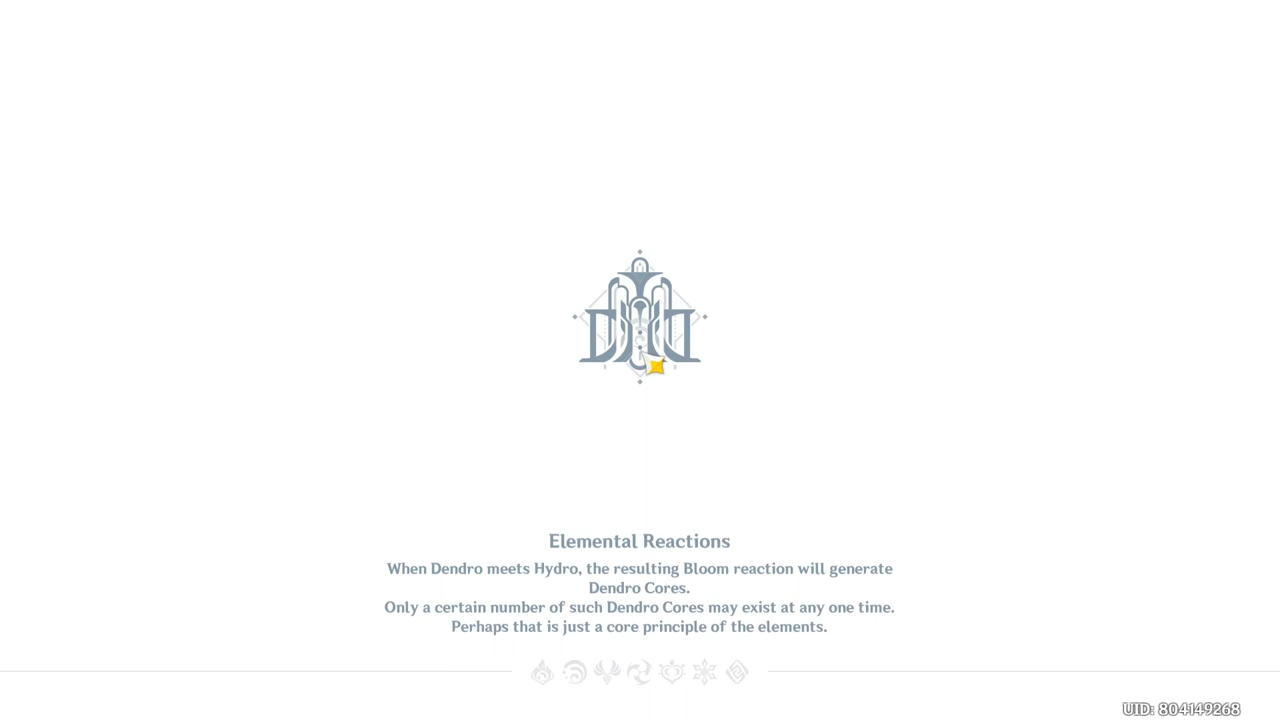 Elemental Reactions
When Dendro meets Hydro, the resulting Bloom reaction will generate
Dendro Cores.
Only a certain number of such Dendro Cores may exist at any one time.
Perhaps that is just a core principle of the elements.
UID: 804149268